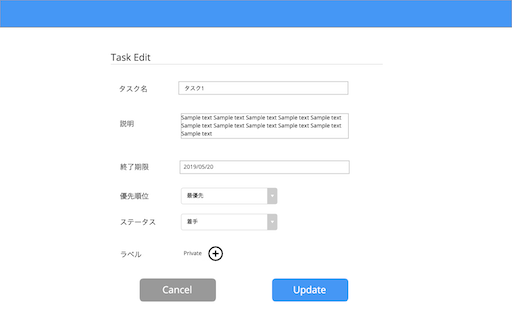 Task Edit
タスク名
タスク1
説明
Sample text Sample text Sample text Sample text Sample text
Sample text Sample text Sample text Sample text Sample text
Sample text
終了期限
2019/05/20
優先順位
最優先
ステータス
着手
ラベル
Private
Cancel
Update